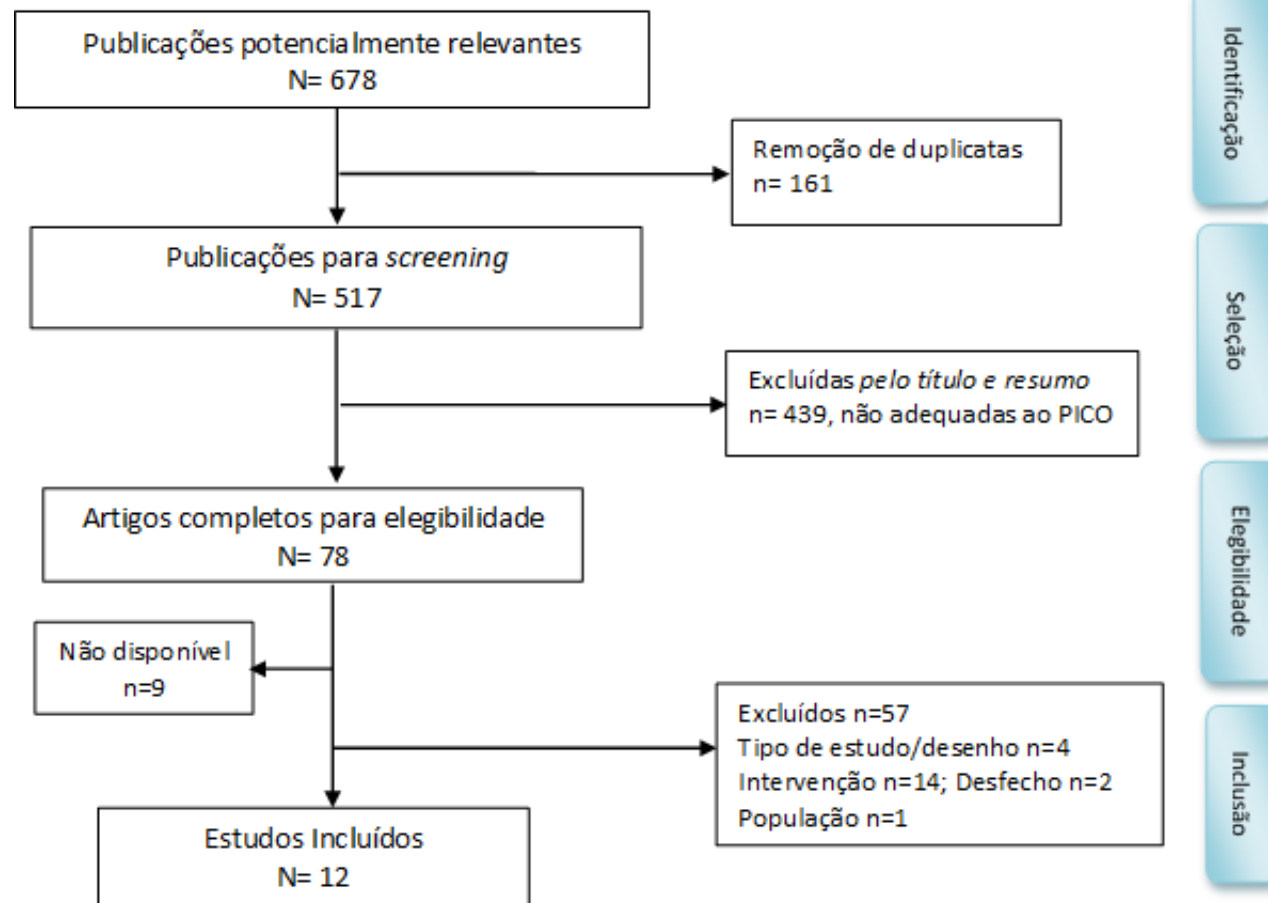 Publicações potencialmente relevantes
N= 678
Identificação
Remoção de duplicatas
n= 161
Publicações para screening
N= 517
Seleção
Excluídas pelo título e resumo
n= 439, não adequadas ao PICO
Artigos completos para elegibilidade
N= 78
Elegibilidade
Não disponível
n=9
Excluídos n=57
Tipo de estudo/desenho n=4
Intervenção n=14; Desfecho n=2
População n=1
Inclusão
Estudos Incluídos
N= 12